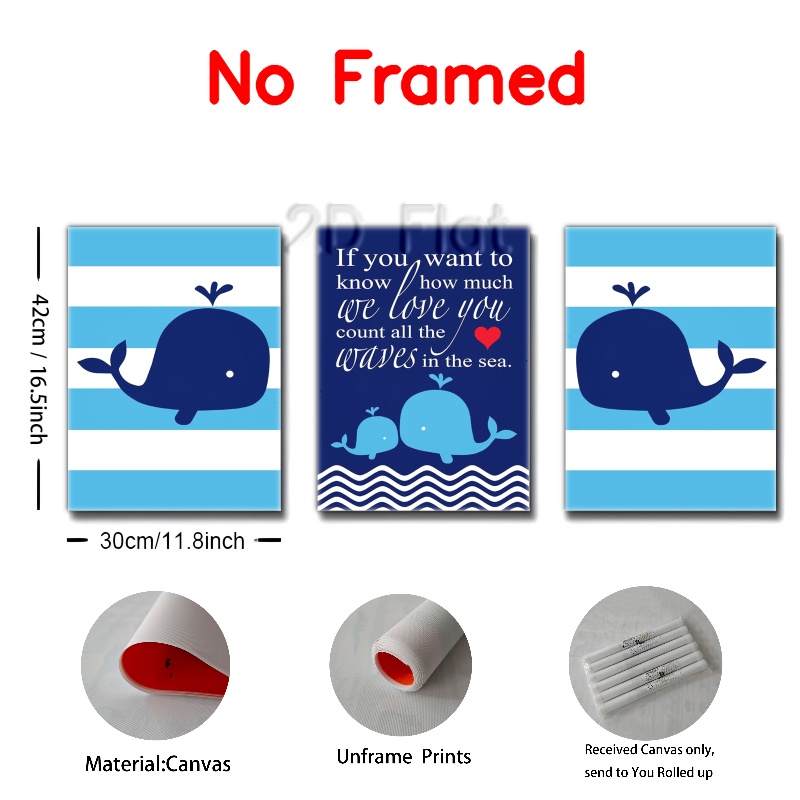 No Framed
2D Flat
If you want to
know how much
we love you
count all the
waves in the sea.
42cm / 16.5inch
30cm/11.8inch
Material:Canvas
Unframe Prints
Received Canvas only,
send to You Rolled up